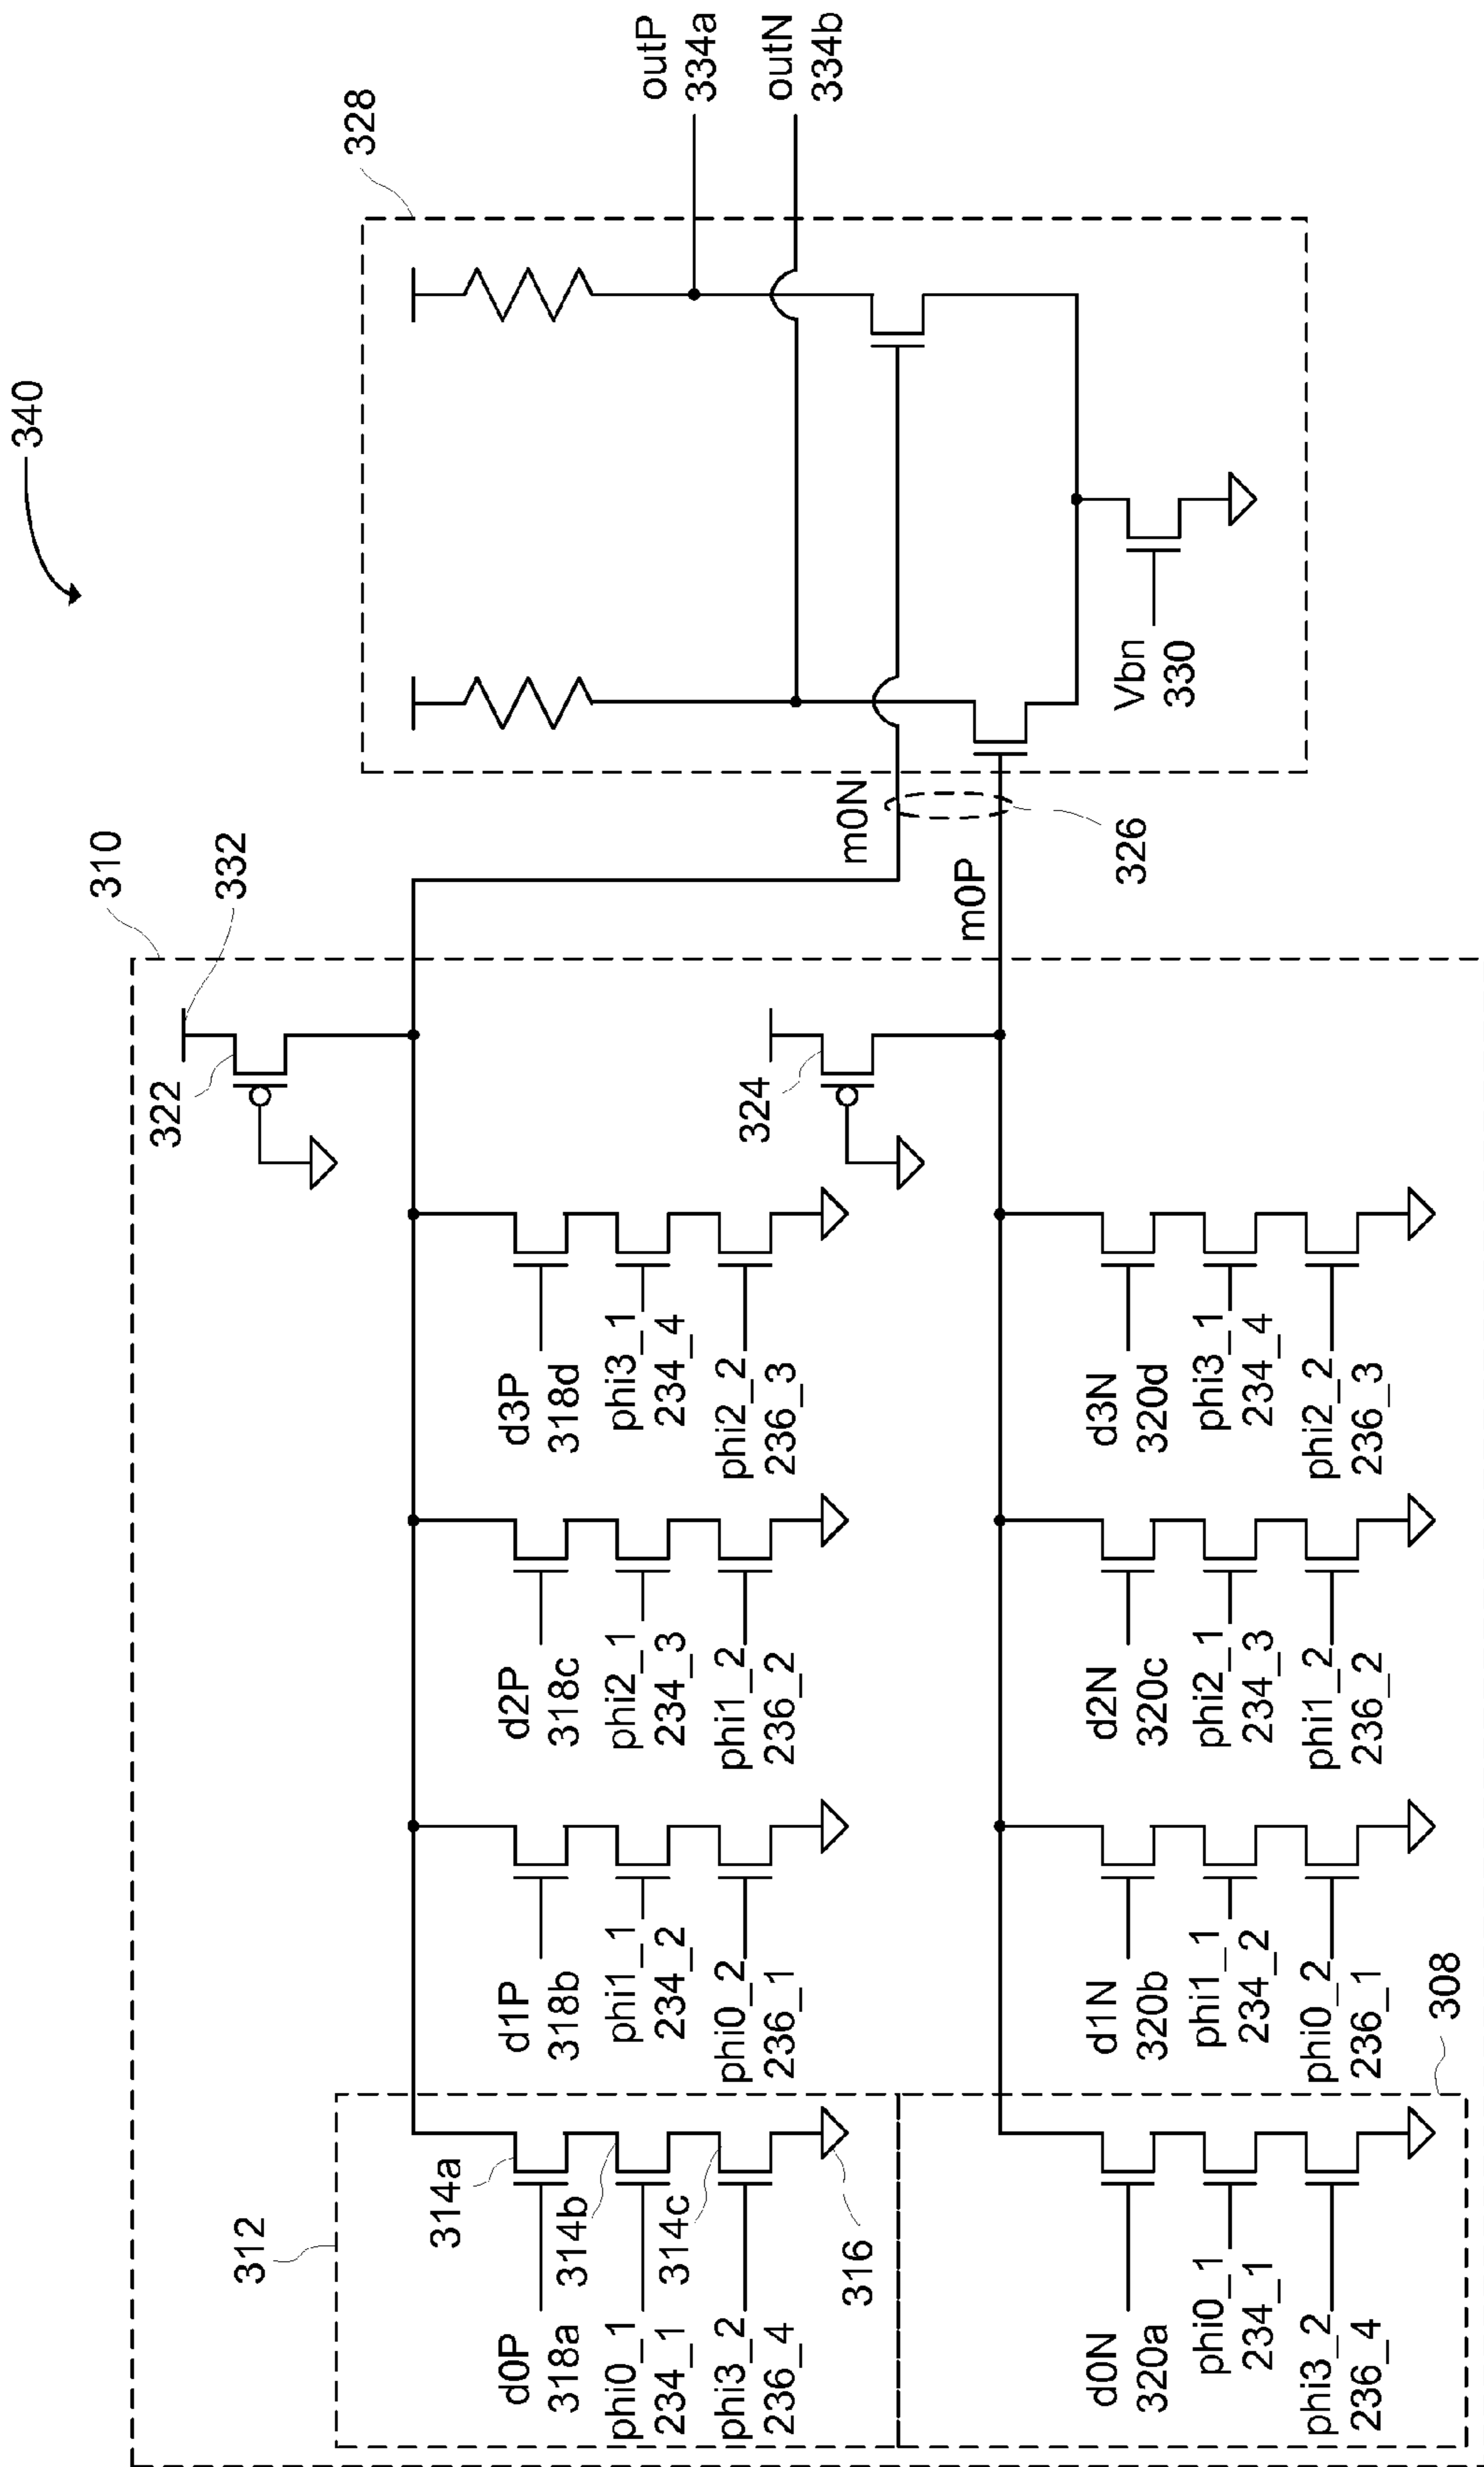 340
310
332
322
328
outP
334a
outN
334b
312
314a
d0P
318a
314b
phi0_1
234_1
314c
phi3_2
236_4
316
d1P
318b
phi1_1
234_2
phi0_2
236_1
d2P
318c
phi2_1
234_3
phi1_2
236_2
d3P
318d
phi3_1
234_4
phi2_2
236_3
324
m0N
m0P
326
Vbn
330
d0N
320a
phi0_1
234_1
phi3_2
236_4
308
d1N
320b
phi1_1
234_2
phi0_2
236_1
d2N
320c
phi2_1
234_3
phi1_2
236_2
d3N
320d
phi3_1
234_4
phi2_2
236_3